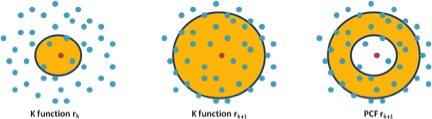 K function rk
K function rk+1
PCF rk+1